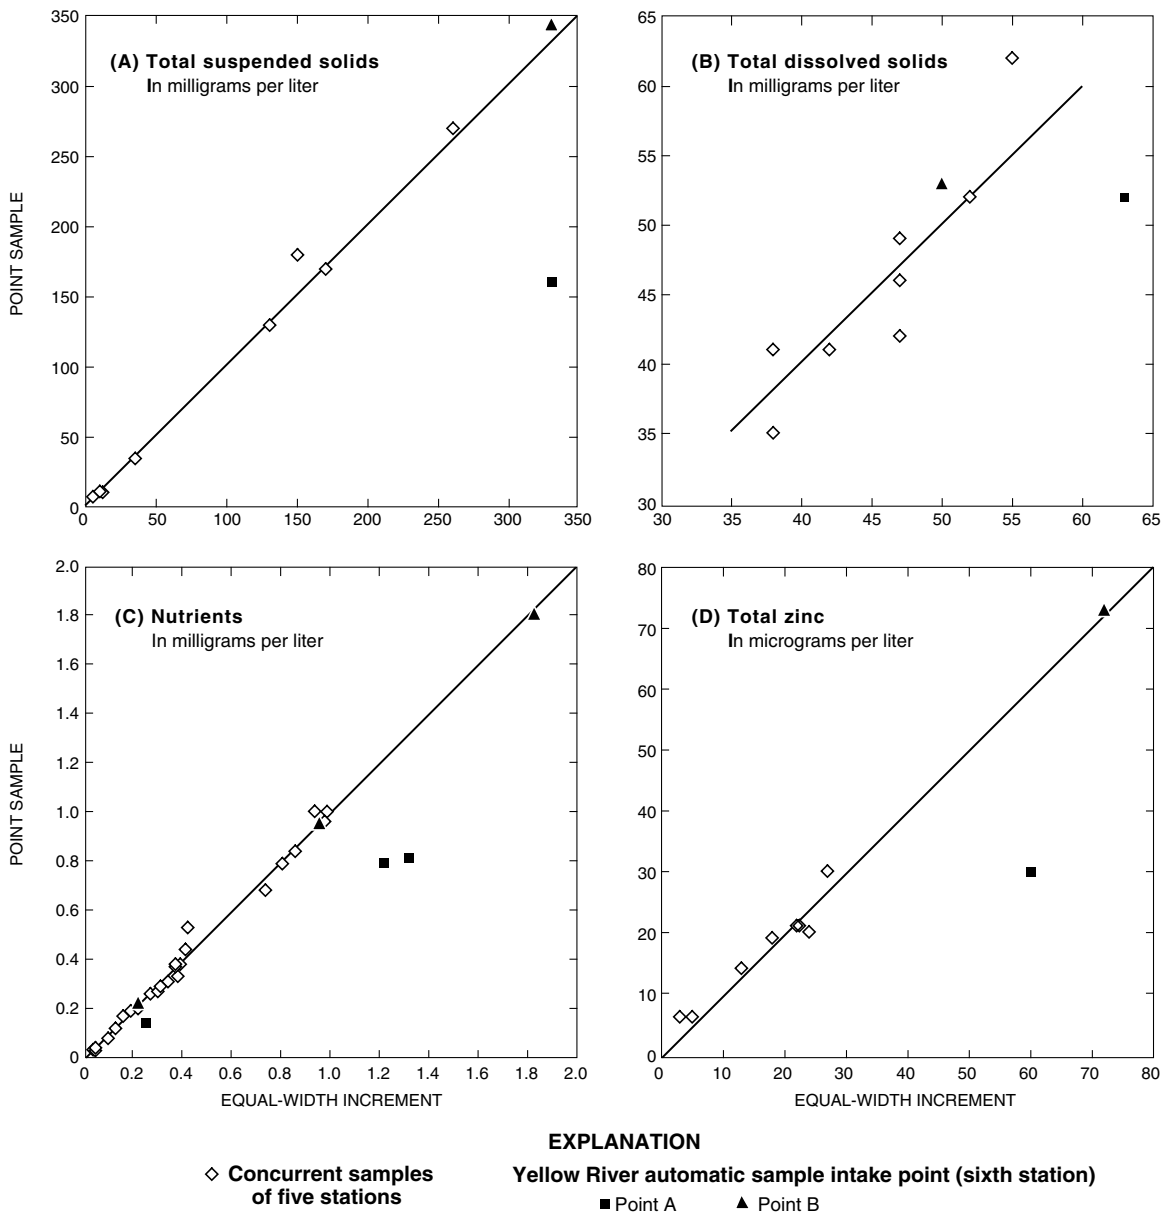 (A) Total suspended solids
In milligrams per liter
350
300
250
200
150
100
50
0
0 50 100 150 200 250 300 350
POINT SAMPLE
(B) Total dissolved solids
In milligrams per liter
65
60
55
50
45
40
35
30
30 35 40 45 50 55 60 65
(C) Nutrients
In milligrams per liter
2.0
1.8
1.6
1.4
1.2
1.0
0.8
0.6
0.4
0.2
0
0 0.2 0.4 0.6 0.8 1.0 1.2 1.4 1.6 1.8 2.0
POINT SAMPLE
EQUAL-WIDTH INCREMENT
(D) Total zinc
In micrograms per liter
80
70
60
50
40
30
20
10
0
0 10 20 30 40 50 60 70 80
EQUAL-WIDTH INCREMENT
EXPLANATION
Concurrent samples
of five stations
Yellow River automatic sample intake point (sixth station)
Point A Point B